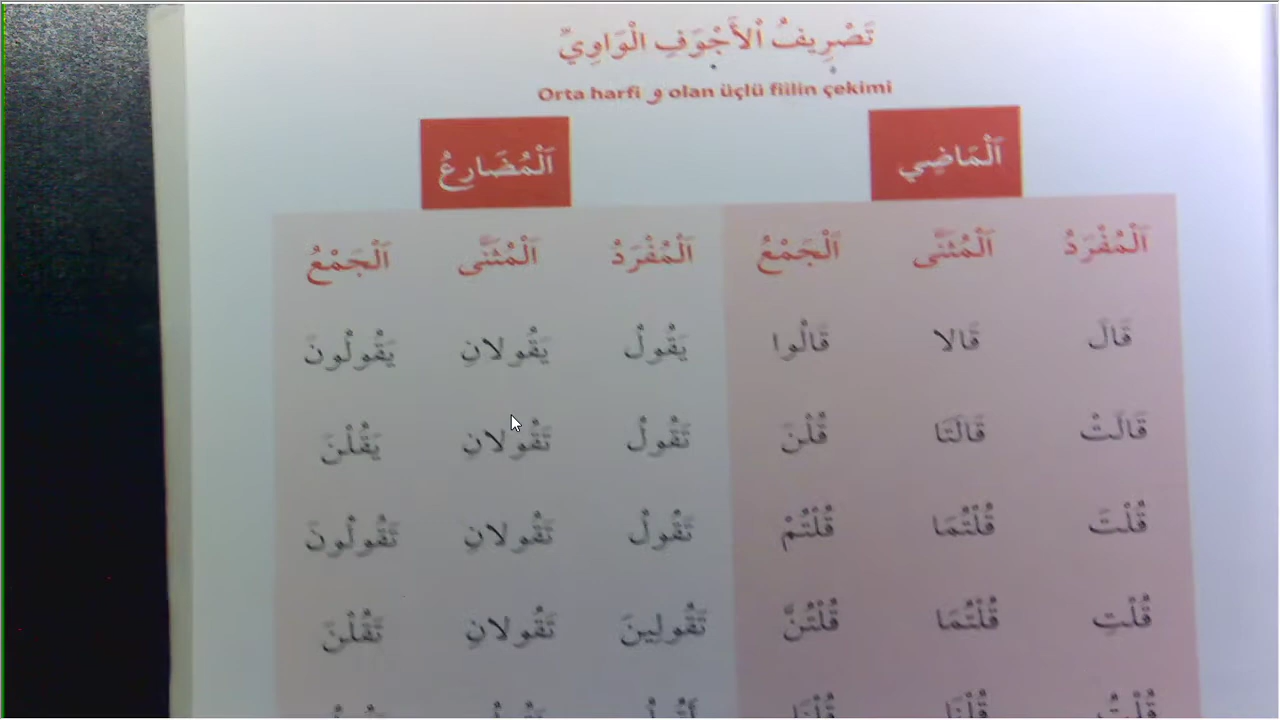 تَصْرِيفُ الْأَجْوَفِ الْوَاوِيِّ
Orta harfi و olan üçlü fiilin çekimi
اَلْمَاضِي اَلْمُضَارِعُ
اَلْمُفْرَدُ اَلْمُثَنَّى اَلْجَمْعُ اَلْمُفْرَدُ اَلْمُثَنَّى اَلْجَمْعُ
قَالَ قَالَا قَالُوا يَقُولُ يَقُولَانِ يَقُولُونَ
قَالَتْ قَالَتَا قُلْنَ تَقُولُ تَقُولَانِ يَقُلْنَ
قُلْتَ قُلْتُمَا قُلْتُمْ تَقُولُ تَقُولَانِ تَقُولُونَ
قُلْتِ قُلْتُمَا قُلْتُنَّ تَقُولِينَ تَقُولَانِ تَقُلْنَ